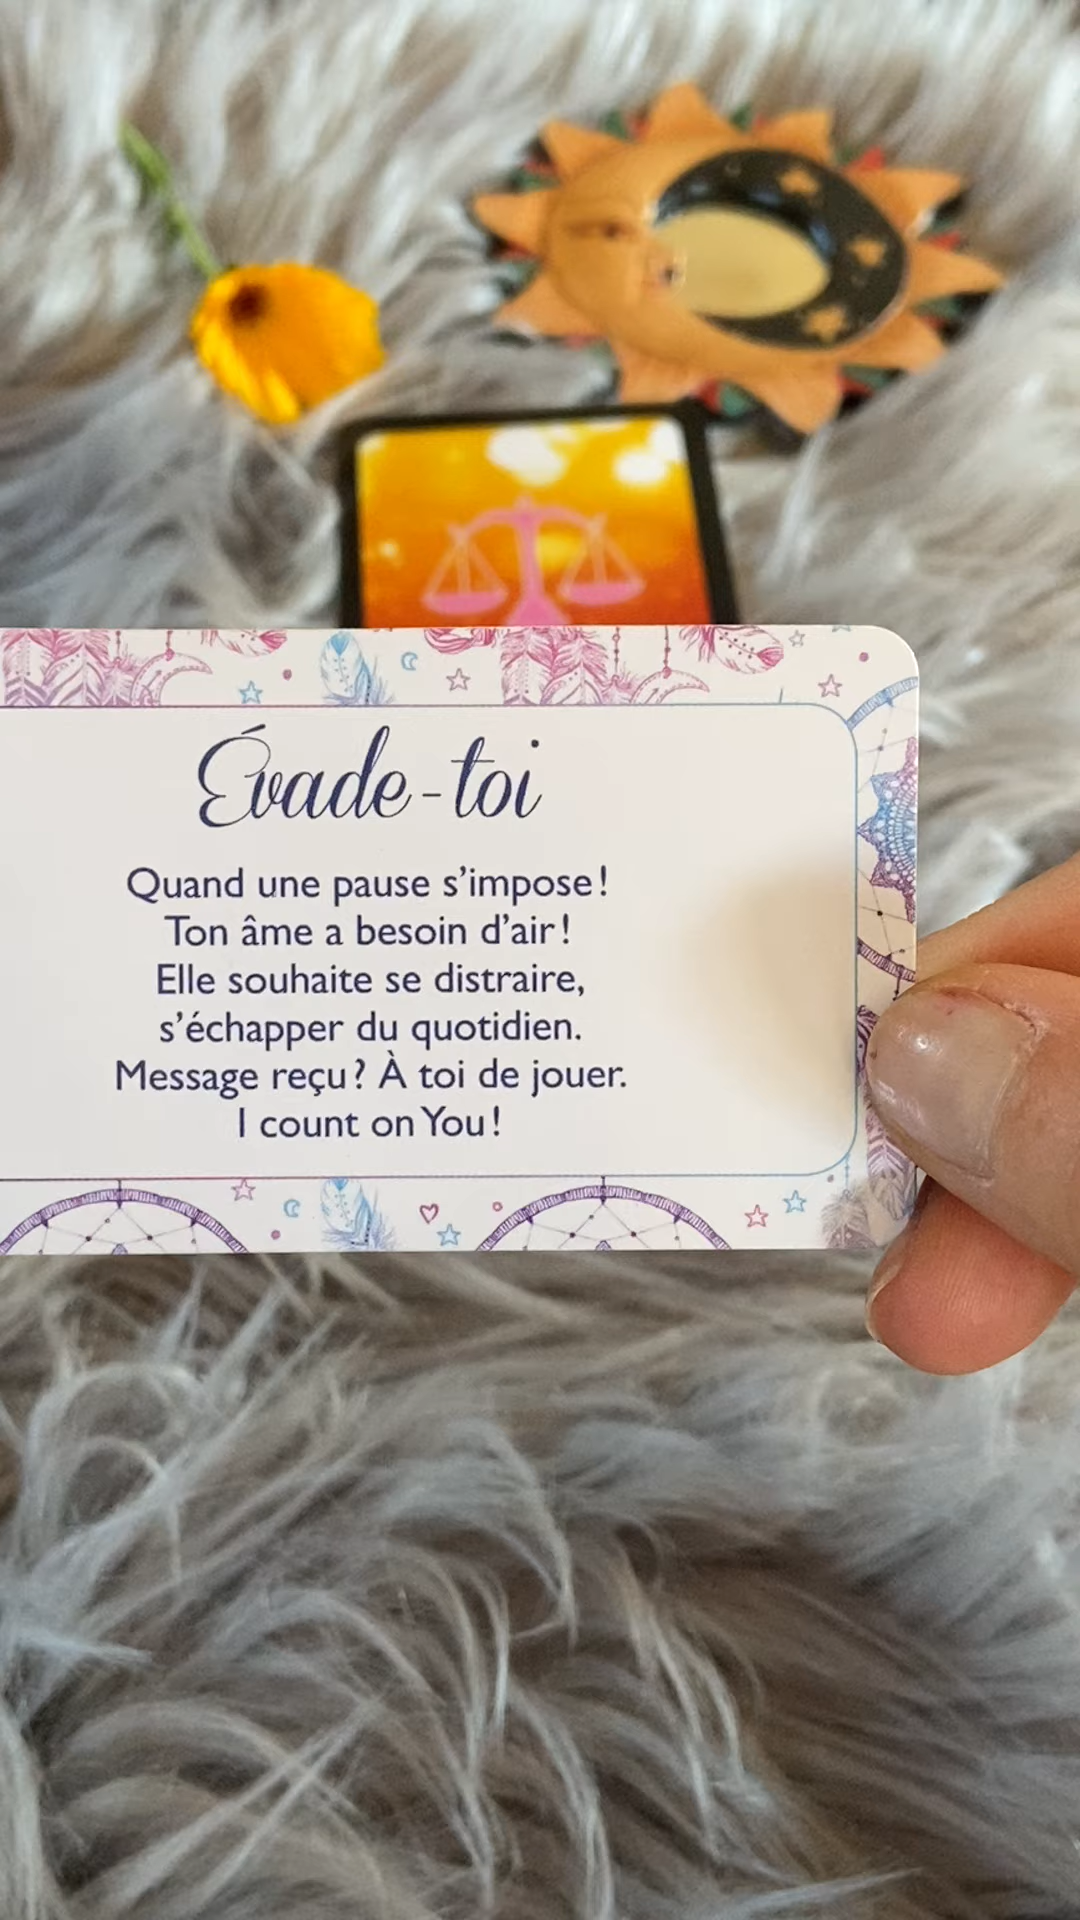 Évade-toi
Quand une pause s'impose!
Ton âme a besoin d'air!
Elle souhaite se distraire,
s'échapper du quotidien.
Message reçu? À toi de jouer.
I count on You!